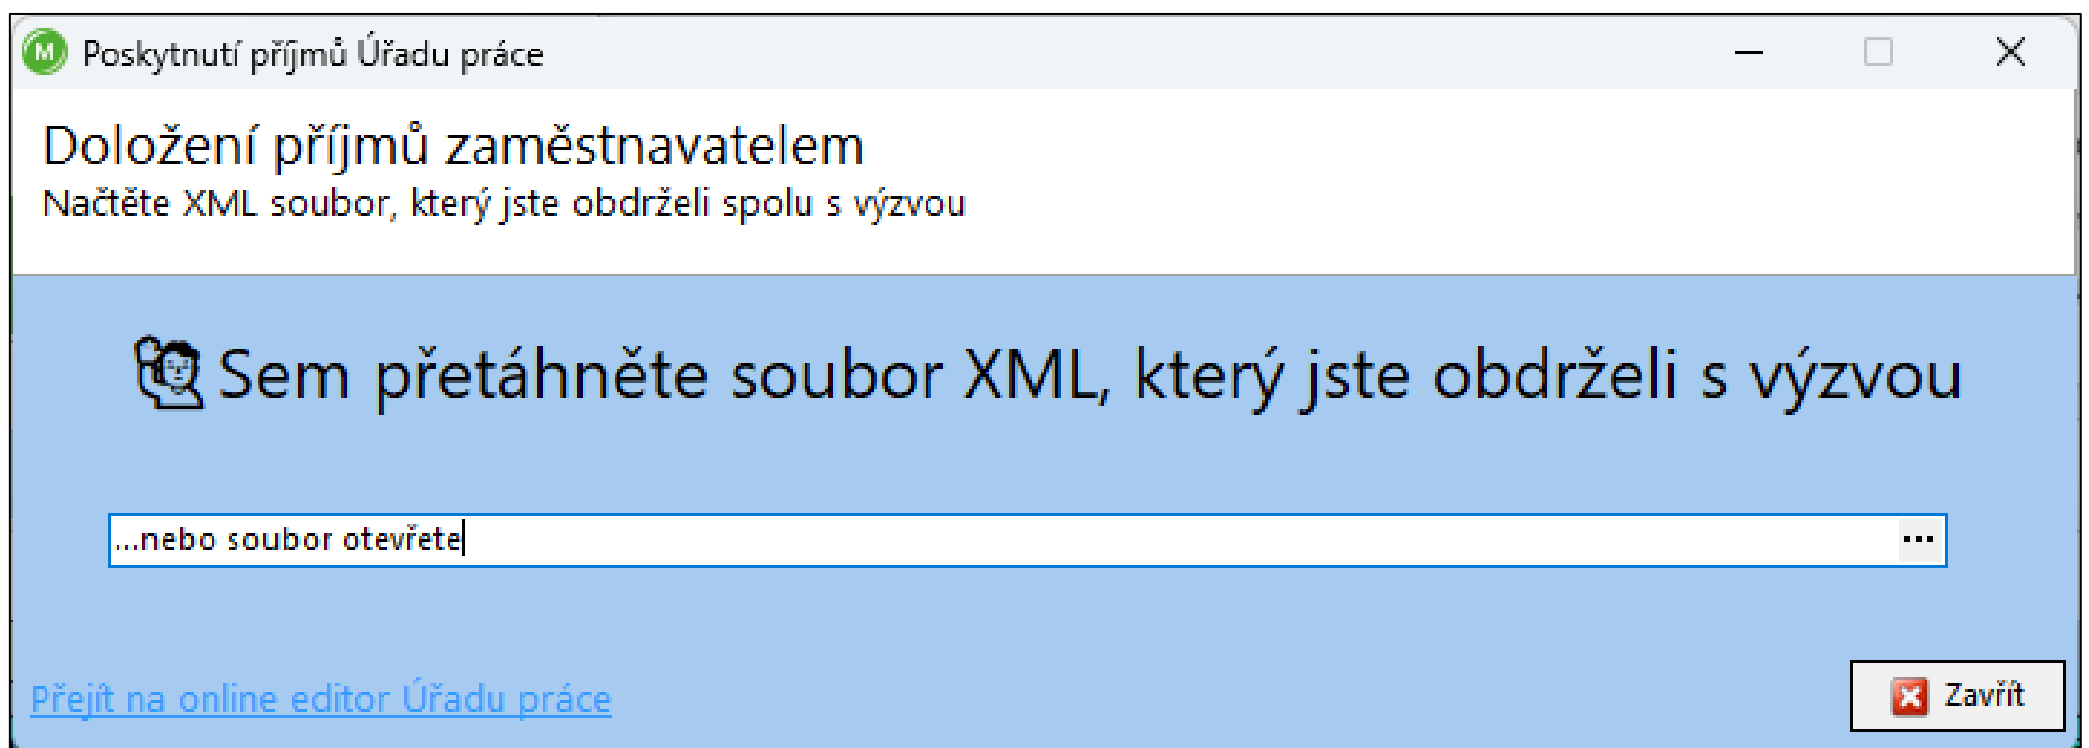 M Poskytnutí příjmů Úřadu práce
Doložení příjmů zaměstnavatelem
Načtěte XML soubor, který jste obdrželi spolu s výzvou
Sem přetáhněte soubor XML, který jste obdrželi s výzvou
...nebo soubor otevřete
Přejít na online editor Úřadu práce
Zavřít